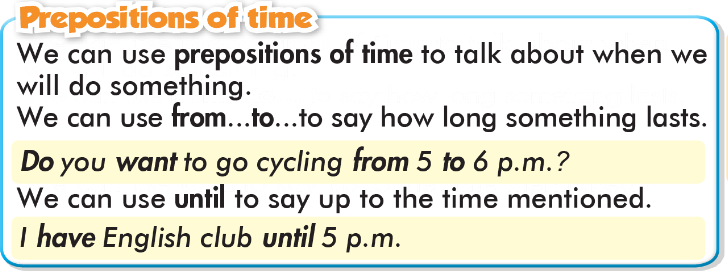 Prepositions of time
We can use prepositions of time to talk about when we
will do something.
We can use from...to...to say how long something lasts.
Do you want to go cycling from 5 to 6 p.m.?
We can use until to say up to the time mentioned.
I have English club until 5 p.m.